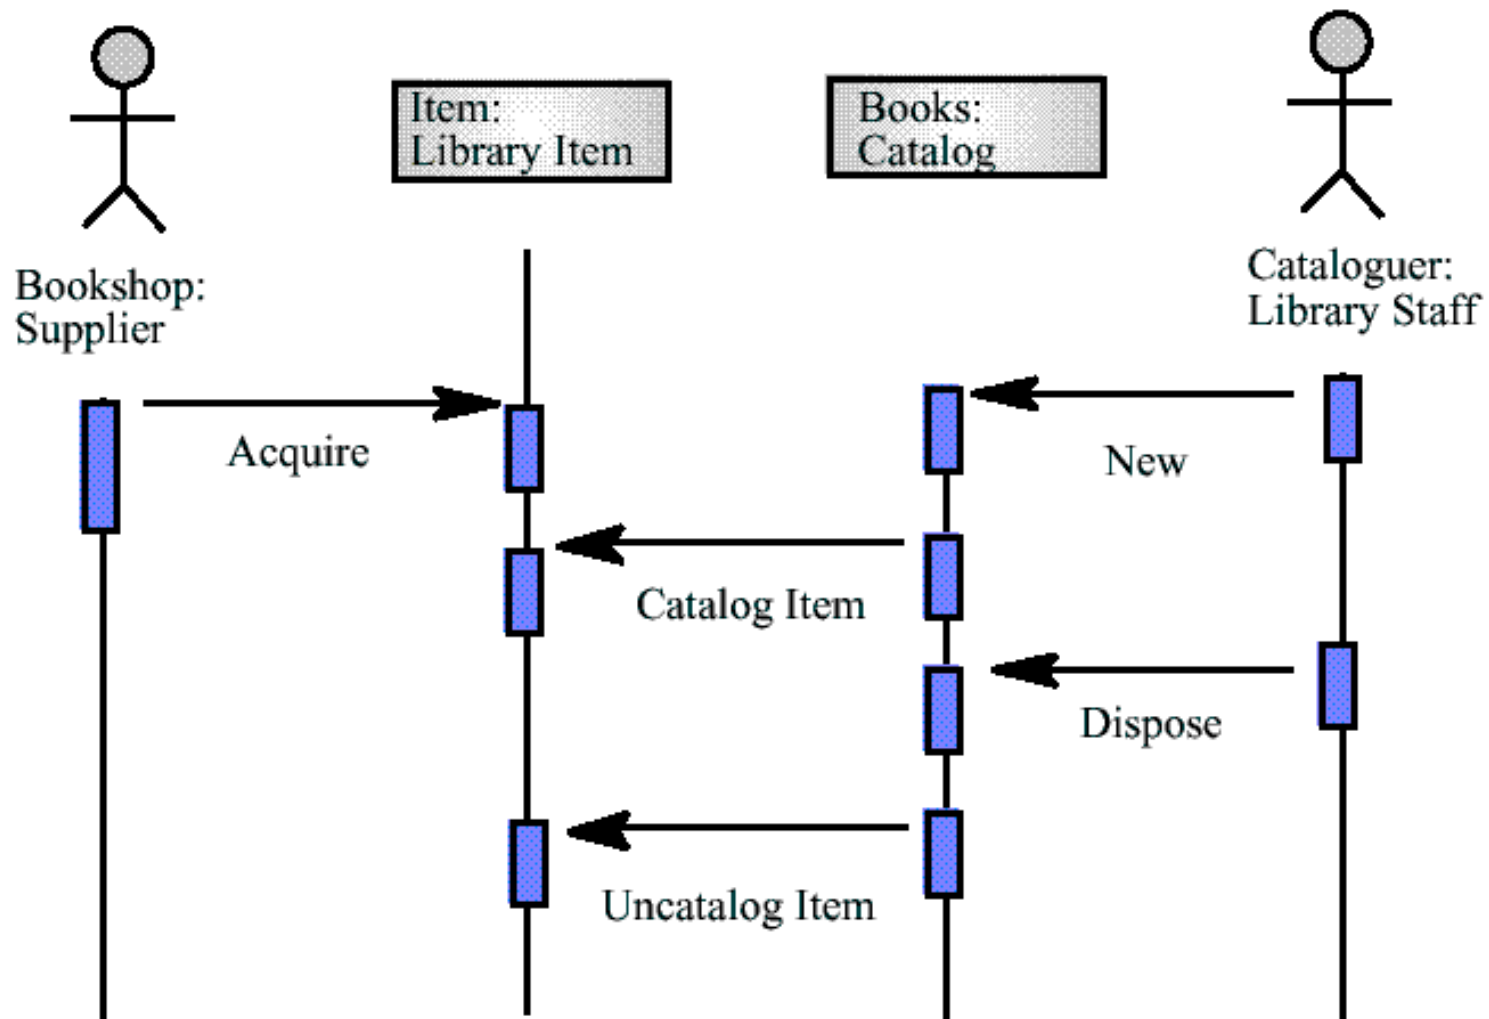 Item:
Library Item
Books:
Catalog
Bookshop:
Supplier
Cataloguer:
Library Staff
Acquire
New
Catalog Item
Dispose
Uncatalog Item